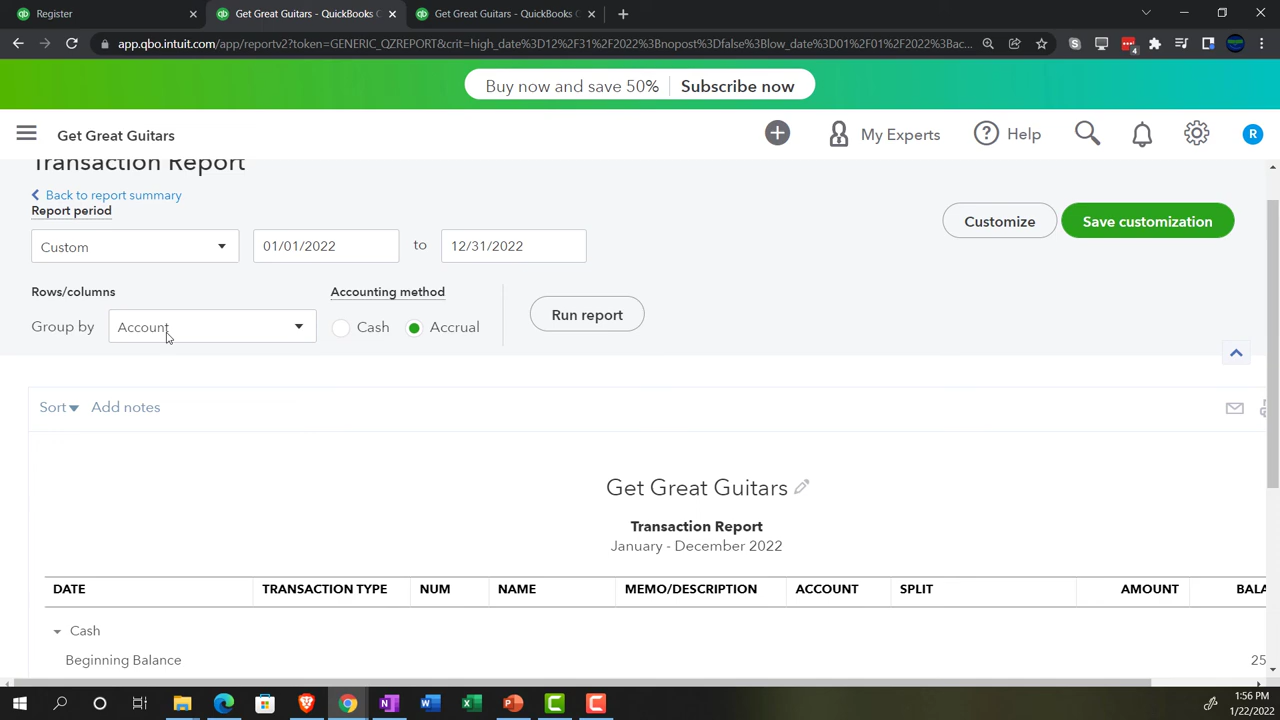 Register
Get Great Guitars - QuickBooks
Get Great Guitars - QuickBooks
app.qbo.intuit.com/app/reportv2?token=GENERIC_QZREPORT&crit=high_date%3D12%2F31%2F2022%3Bnopost%3Dfalse%3Blow_date%3D01%2F01%2F2022%3Bac...
4
Buy now and save 50% Subscribe now
Get Great Guitars
My Experts
Help
R
Transaction Report
Back to report summary
Report period
Customize
Save customization
Custom
01/01/2022
to
12/31/2022
Rows/columns
Accounting method
Group by
Account
Cash
Accrual
Run report
Sort
Add notes
Get Great Guitars
Transaction Report
January - December 2022
DATE TRANSACTION TYPE NUM NAME MEMO/DESCRIPTION ACCOUNT SPLIT AMOUNT BALA
Cash
Beginning Balance 25
1:56 PM
1/22/2022